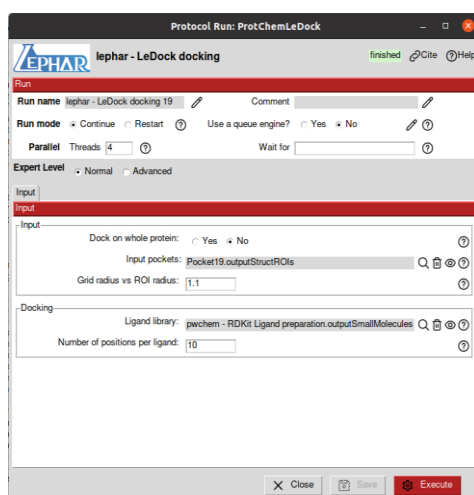 Protocol Run: ProtChemLeDock
LEPHAR lephar - LeDock docking finished Cite Help
Run
Run name lephar - LeDock docking 19 Comment
Run mode Continue Restart Use a queue engine? Yes No
Parallel Threads 4 Wait for
Expert Level Normal Advanced
Input
Input
Input
Dock on whole protein: Yes No
Input pockets: Pocket19.outputStructROIs
Grid radius vs ROI radius: 1.1
Docking
Ligand library: pwchem - RDKit Ligand preparation.outputSmallMolecules
Number of positions per ligand: 10
Close Save Execute